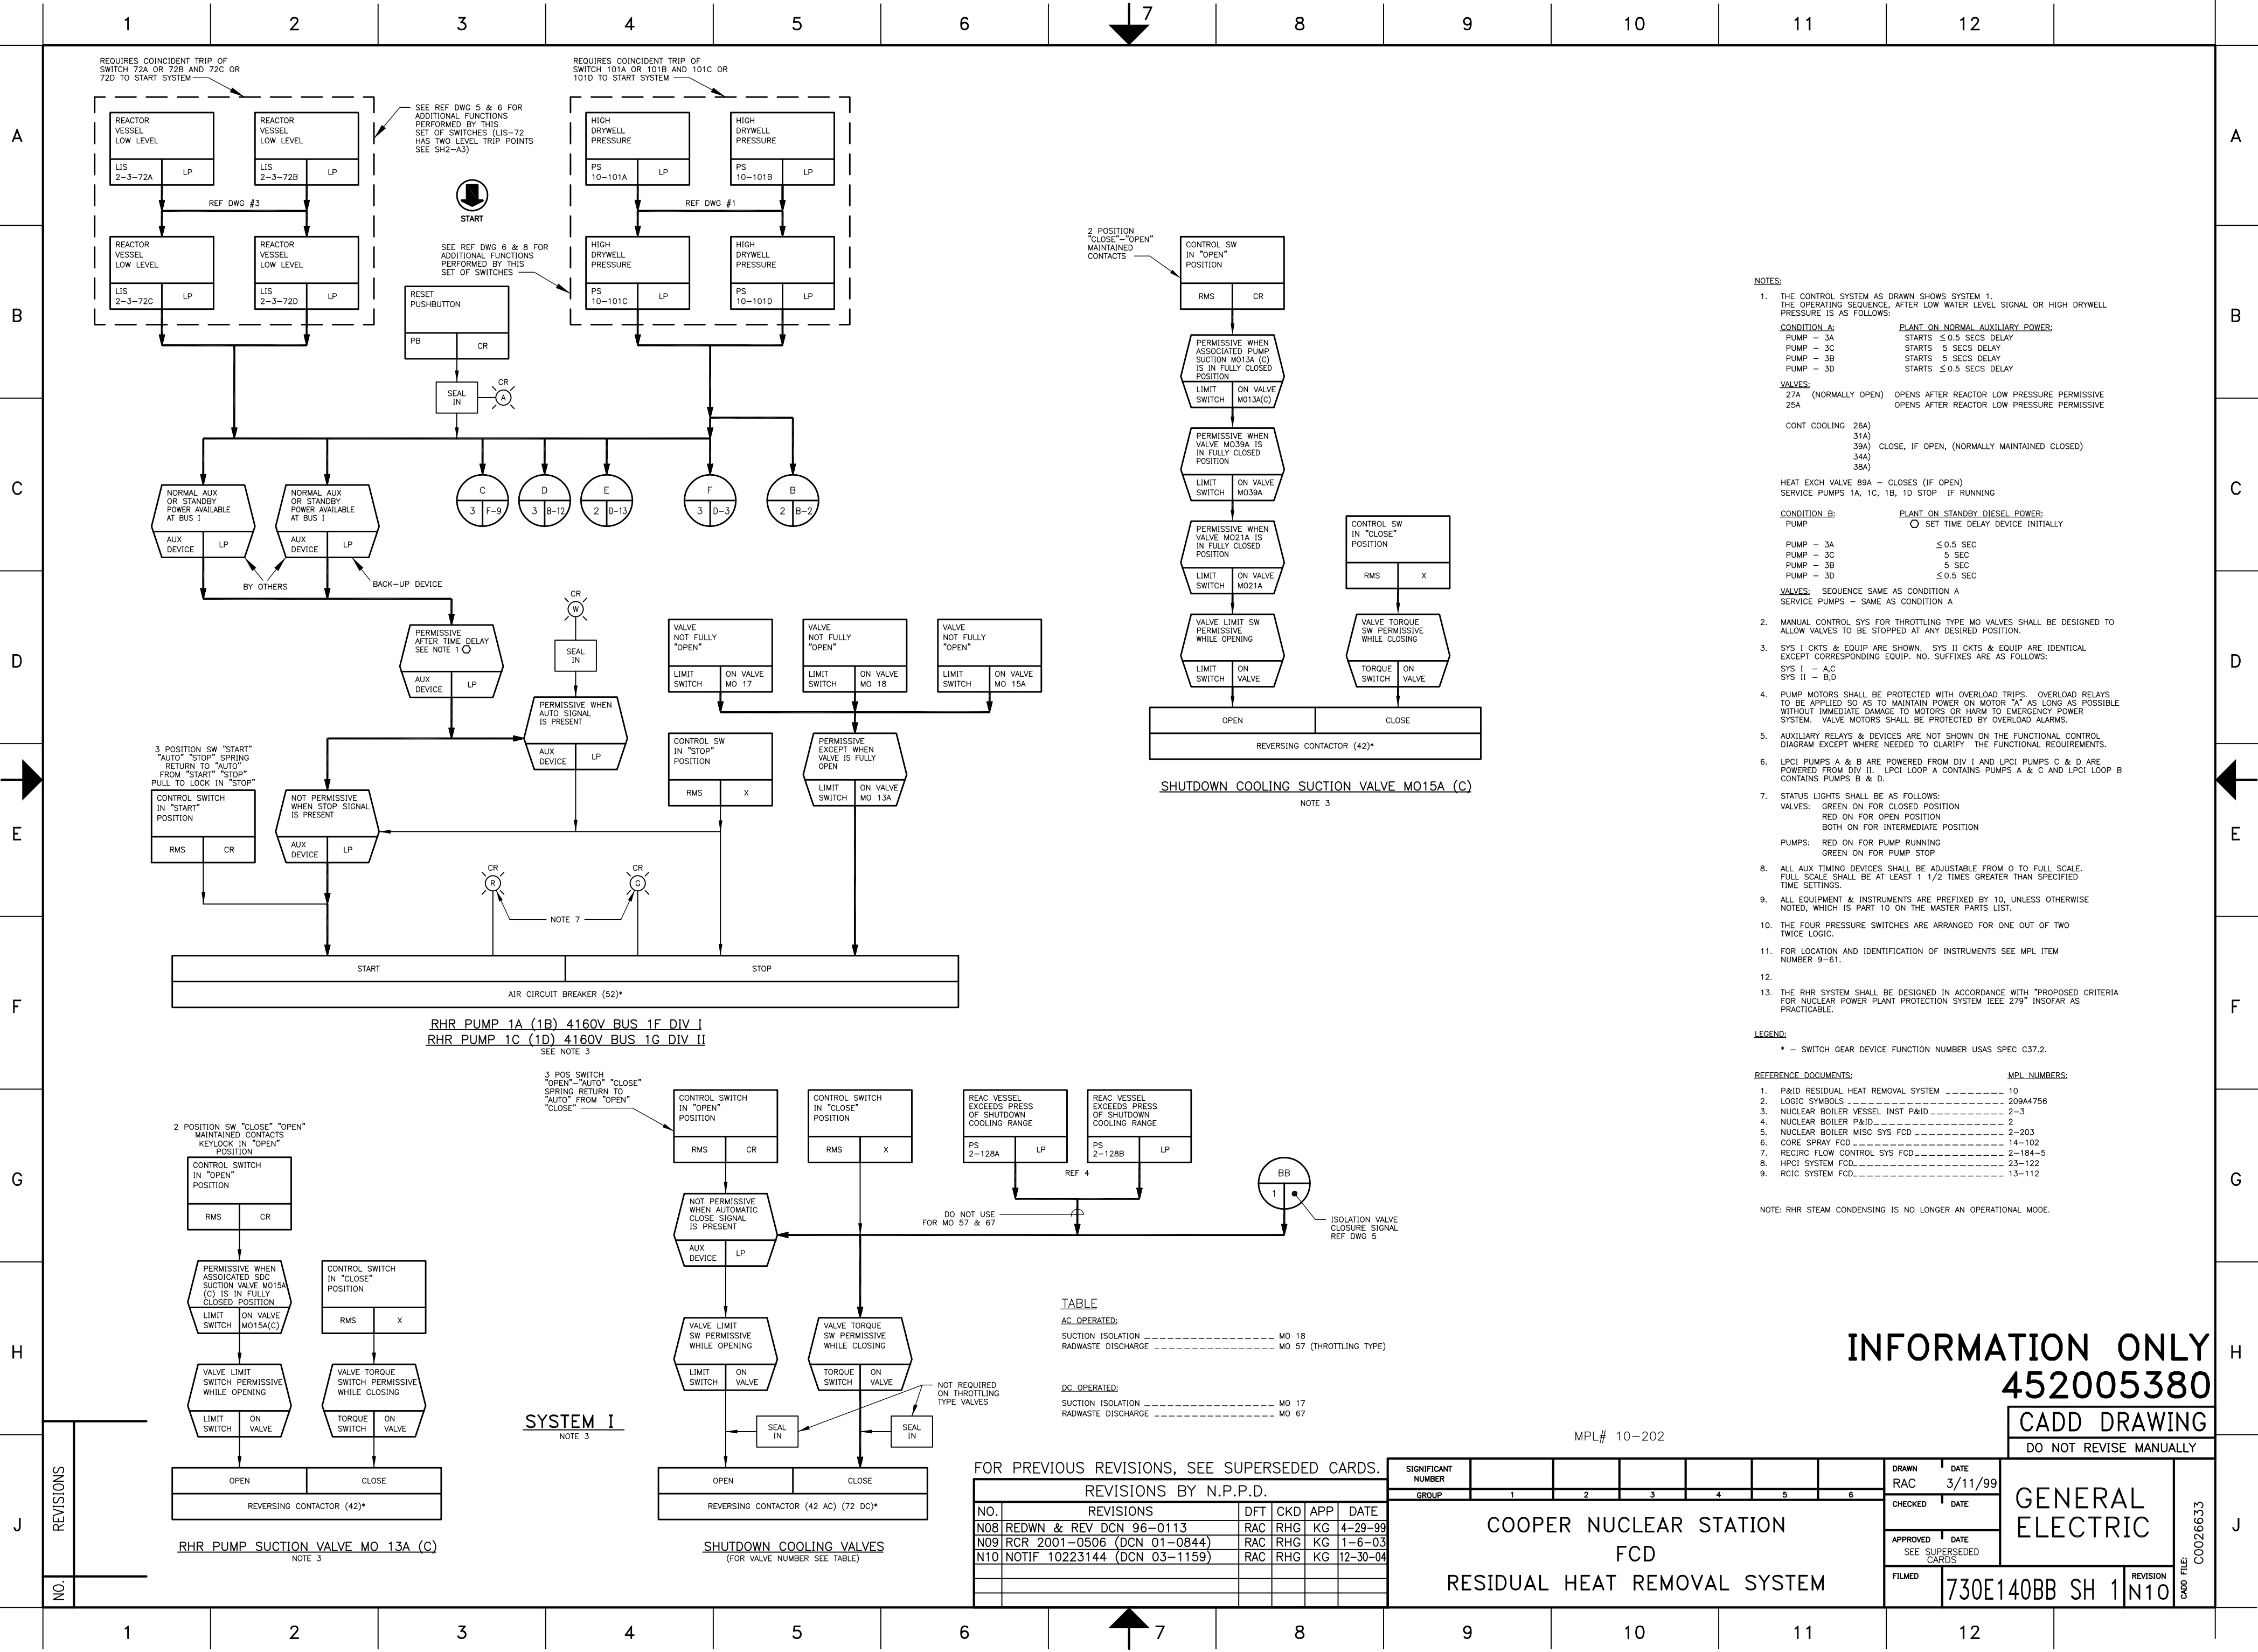 1 2 3 4 5 6 7 8 9 10 11 12
A
B
C
D
E
F
G
H
J
REQUIRES COINCIDENT TRIP OF
SWITCH 72A OR 72B AND 72C OR
72D TO START SYSTEM
REACTOR
VESSEL
LOW LEVEL
LIS
2-3-72A
LP
REACTOR
VESSEL
LOW LEVEL
LIS
2-3-72B
LP
REF DWG #3
REACTOR
VESSEL
LOW LEVEL
LIS
2-3-72C
LP
REACTOR
VESSEL
LOW LEVEL
LIS
2-3-72D
LP
SEE REF DWG 5 & 6 FOR
ADDITIONAL FUNCTIONS
PERFORMED BY THIS
SET OF SWITCHES (LIS-72
HAS TWO LEVEL TRIP POINTS
SEE SH2-A3)
START
REQUIRES COINCIDENT TRIP OF
SWITCH 101A OR 101B AND 101C OR
101D TO START SYSTEM
HIGH
DRYWELL
PRESSURE
PS
10-101A
LP
HIGH
DRYWELL
PRESSURE
PS
10-101B
LP
REF DWG #1
HIGH
DRYWELL
PRESSURE
PS
10-101C
LP
HIGH
DRYWELL
PRESSURE
PS
10-101D
LP
SEE REF DWG 6 & 8 FOR
ADDITIONAL FUNCTIONS
PERFORMED BY THIS
SET OF SWITCHES
RESET
PUSHBUTTON
PB
CR
SEAL
IN
CR
A
NORMAL AUX
OR STANDBY
POWER AVAILABLE
AT BUS I
AUX
DEVICE
LP
NORMAL AUX
OR STANDBY
POWER AVAILABLE
AT BUS I
AUX
DEVICE
LP
BY OTHERS
BACK-UP DEVICE
C
3 F-9
D
3 B-12
E
2 D-13
F
3 D-3
B
2 B-2
PERMISSIVE
AFTER TIME DELAY
SEE NOTE 1
AUX
DEVICE
LP
CR
W
SEAL
IN
PERMISSIVE WHEN
AUTO SIGNAL
IS PRESENT
AUX
DEVICE
LP
VALVE
NOT FULLY
"OPEN"
LIMIT
SWITCH
ON VALVE
MO 17
VALVE
NOT FULLY
"OPEN"
LIMIT
SWITCH
ON VALVE
MO 18
VALVE
NOT FULLY
"OPEN"
LIMIT
SWITCH
ON VALVE
MO 15A
CONTROL SW
IN "STOP"
POSITION
RMS
X
PERMISSIVE
EXCEPT WHEN
VALVE IS FULLY
OPEN
LIMIT
SWITCH
ON VALVE
MO 13A
3 POSITION SW "START"
"AUTO" "STOP" SPRING
RETURN TO "AUTO"
FROM "START" "STOP"
PULL TO LOCK IN "STOP"
CONTROL SWITCH
IN "START"
POSITION
RMS
CR
NOT PERMISSIVE
WHEN STOP SIGNAL
IS PRESENT
AUX
DEVICE
LP
CR
R
CR
G
NOTE 7
START
STOP
AIR CIRCUIT BREAKER (52)*
RHR PUMP 1A (1B) 4160V BUS 1F DIV I
RHR PUMP 1C (1D) 4160V BUS 1G DIV II
SEE NOTE 3
2 POSITION
"CLOSE"-"OPEN"
MAINTAINED
CONTACTS
CONTROL SW
IN "OPEN"
POSITION
RMS
CR
PERMISSIVE WHEN
ASSOCIATED PUMP
SUCTION MO13A (C)
IS IN FULLY CLOSED
POSITION
LIMIT
SWITCH
ON VALVE
MO13A(C)
PERMISSIVE WHEN
VALVE MO39A IS
IN FULLY CLOSED
POSITION
LIMIT
SWITCH
ON VALVE
MO39A
PERMISSIVE WHEN
VALVE MO21A IS
IN FULLY CLOSED
POSITION
LIMIT
SWITCH
ON VALVE
MO21A
VALVE LIMIT SW
PERMISSIVE
WHILE OPENING
LIMIT
SWITCH
ON
VALVE
CONTROL SW
IN "CLOSE"
POSITION
RMS
X
VALVE TORQUE
SW PERMISSIVE
WHILE CLOSING
TORQUE
SWITCH
ON
VALVE
OPEN
CLOSE
REVERSING CONTACTOR (42)*
SHUTDOWN COOLING SUCTION VALVE MO15A (C)
NOTE 3
2 POSITION SW "CLOSE" "OPEN"
MAINTAINED CONTACTS
KEYLOCK IN "OPEN"
POSITION
CONTROL SWITCH
IN "OPEN"
POSITION
RMS
CR
PERMISSIVE WHEN
ASSOICATED SDC
SUCTION VALVE MO15A
(C) IS IN FULLY
CLOSED POSITION
LIMIT
SWITCH
ON VALVE
MO15A(C)
VALVE LIMIT
SWITCH PERMISSIVE
WHILE OPENING
LIMIT
SWITCH
ON
VALVE
CONTROL SWITCH
IN "CLOSE"
POSITION
RMS
X
VALVE TORQUE
SWITCH PERMISSIVE
WHILE CLOSING
TORQUE
SWITCH
ON
VALVE
OPEN
CLOSE
REVERSING CONTACTOR (42)*
RHR PUMP SUCTION VALVE MO 13A (C)
NOTE 3
SYSTEM I
NOTE 3
3 POS SWITCH
"OPEN"-"AUTO" "CLOSE"
SPRING RETURN TO
"AUTO" FROM "OPEN"
"CLOSE"
CONTROL SWITCH
IN "OPEN"
POSITION
RMS
CR
CONTROL SWITCH
IN "CLOSE"
POSITION
RMS
X
REAC VESSEL
EXCEEDS PRESS
OF SHUTDOWN
COOLING RANGE
PS
2-128A
LP
REAC VESSEL
EXCEEDS PRESS
OF SHUTDOWN
COOLING RANGE
PS
2-128B
LP
REF 4
DO NOT USE
FOR MO 57 & 67
BB
1
ISOLATION VALVE
CLOSURE SIGNAL
REF DWG 5
NOT PERMISSIVE
WHEN AUTOMATIC
CLOSE SIGNAL
IS PRESENT
AUX
DEVICE
LP
VALVE LIMIT
SW PERMISSIVE
WHILE OPENING
LIMIT
SWITCH
ON
VALVE
VALVE TORQUE
SW PERMISSIVE
WHILE CLOSING
TORQUE
SWITCH
ON
VALVE
NOT REQUIRED
ON THROTTLING
TYPE VALVES
SEAL
IN
SEAL
IN
OPEN
CLOSE
REVERSING CONTACTOR (42 AC) (72 DC)*
SHUTDOWN COOLING VALVES
(FOR VALVE NUMBER SEE TABLE)
TABLE
AC OPERATED:
SUCTION ISOLATION MO 18
RADWASTE DISCHARGE MO 57 (THROTTLING TYPE)
DC OPERATED:
SUCTION ISOLATION MO 17
RADWASTE DISCHARGE MO 67
NOTES:
1. THE CONTROL SYSTEM AS DRAWN SHOWS SYSTEM 1.
THE OPERATING SEQUENCE, AFTER LOW WATER LEVEL SIGNAL OR HIGH DRYWELL
PRESSURE IS AS FOLLOWS:
CONDITION A: PLANT ON NORMAL AUXILIARY POWER:
PUMP - 3A STARTS ≤0.5 SECS DELAY
PUMP - 3C STARTS 5 SECS DELAY
PUMP - 3B STARTS 5 SECS DELAY
PUMP - 3D STARTS ≤0.5 SECS DELAY
VALVES:
27A (NORMALLY OPEN) OPENS AFTER REACTOR LOW PRESSURE PERMISSIVE
25A OPENS AFTER REACTOR LOW PRESSURE PERMISSIVE
CONT COOLING 26A)
31A)
39A) CLOSE, IF OPEN, (NORMALLY MAINTAINED CLOSED)
34A)
38A)
HEAT EXCH VALVE 89A - CLOSES (IF OPEN)
SERVICE PUMPS 1A, 1C, 1B, 1D STOP IF RUNNING
CONDITION B: PLANT ON STANDBY DIESEL POWER:
PUMP SET TIME DELAY DEVICE INITIALLY
PUMP - 3A ≤0.5 SEC
PUMP - 3C 5 SEC
PUMP - 3B 5 SEC
PUMP - 3D ≤0.5 SEC
VALVES: SEQUENCE SAME AS CONDITION A
SERVICE PUMPS - SAME AS CONDITION A
2. MANUAL CONTROL SYS FOR THROTTLING TYPE MO VALVES SHALL BE DESIGNED TO
ALLOW VALVES TO BE STOPPED AT ANY DESIRED POSITION.
3. SYS I CKTS & EQUIP ARE SHOWN. SYS II CKTS & EQUIP ARE IDENTICAL
EXCEPT CORRESPONDING EQUIP. NO. SUFFIXES ARE AS FOLLOWS:
SYS I - A,C
SYS II - B,D
4. PUMP MOTORS SHALL BE PROTECTED WITH OVERLOAD TRIPS. OVERLOAD RELAYS
TO BE APPLIED SO AS TO MAINTAIN POWER ON MOTOR "A" AS LONG AS POSSIBLE
WITHOUT IMMEDIATE DAMAGE TO MOTORS OR HARM TO EMERGENCY POWER
SYSTEM. VALVE MOTORS SHALL BE PROTECTED BY OVERLOAD ALARMS.
5. AUXILIARY RELAYS & DEVICES ARE NOT SHOWN ON THE FUNCTIONAL CONTROL
DIAGRAM EXCEPT WHERE NEEDED TO CLARIFY THE FUNCTIONAL REQUIREMENTS.
6. LPCI PUMPS A & B ARE POWERED FROM DIV I AND LPCI PUMPS C & D ARE
POWERED FROM DIV II. LPCI LOOP A CONTAINS PUMPS A & C AND LPCI LOOP B
CONTAINS PUMPS B & D.
7. STATUS LIGHTS SHALL BE AS FOLLOWS:
VALVES: GREEN ON FOR CLOSED POSITION
RED ON FOR OPEN POSITION
BOTH ON FOR INTERMEDIATE POSITION
PUMPS: RED ON FOR PUMP RUNNING
GREEN ON FOR PUMP STOP
8. ALL AUX TIMING DEVICES SHALL BE ADJUSTABLE FROM O TO FULL SCALE.
FULL SCALE SHALL BE AT LEAST 1 1/2 TIMES GREATER THAN SPECIFIED
TIME SETTINGS.
9. ALL EQUIPMENT & INSTRUMENTS ARE PREFIXED BY 10, UNLESS OTHERWISE
NOTED, WHICH IS PART 10 ON THE MASTER PARTS LIST.
10. THE FOUR PRESSURE SWITCHES ARE ARRANGED FOR ONE OUT OF TWO
TWICE LOGIC.
11. FOR LOCATION AND IDENTIFICATION OF INSTRUMENTS SEE MPL ITEM
NUMBER 9-61.
12.
13. THE RHR SYSTEM SHALL BE DESIGNED IN ACCORDANCE WITH "PROPOSED CRITERIA
FOR NUCLEAR POWER PLANT PROTECTION SYSTEM IEEE 279" INSOFAR AS
PRACTICABLE.
LEGEND:
* - SWITCH GEAR DEVICE FUNCTION NUMBER USAS SPEC C37.2.
REFERENCE DOCUMENTS: MPL NUMBERS:
1. P&ID RESIDUAL HEAT REMOVAL SYSTEM 10
2. LOGIC SYMBOLS 209A4756
3. NUCLEAR BOILER VESSEL INST P&ID 2-3
4. NUCLEAR BOILER P&ID 2
5. NUCLEAR BOILER MISC SYS FCD 2-203
6. CORE SPRAY FCD 14-102
7. RECIRC FLOW CONTROL SYS FCD 2-184-5
8. HPCI SYSTEM FCD 23-122
9. RCIC SYSTEM FCD 13-112
NOTE: RHR STEAM CONDENSING IS NO LONGER AN OPERATIONAL MODE.
INFORMATION ONLY
452005380
CADD DRAWING
DO NOT REVISE MANUALLY
MPL# 10-202
FOR PREVIOUS REVISIONS, SEE SUPERSEDED CARDS.
REVISIONS BY N.P.P.D.
NO. REVISIONS DFT CKD APP DATE
N08 REDWN & REV DCN 96-0113 RAC RHG KG 4-29-99
N09 RCR 2001-0506 (DCN 01-0844) RAC RHG KG 1-6-03
N10 NOTIF 10223144 (DCN 03-1159) RAC RHG KG 12-30-04
SIGNIFICANT
NUMBER
GROUP 1 2 3 4 5 6
COOPER NUCLEAR STATION
FCD
RESIDUAL HEAT REMOVAL SYSTEM
DRAWN DATE
RAC 3/11/99
CHECKED DATE
APPROVED DATE
SEE SUPERSEDED
CARDS
FILMED
GENERAL
ELECTRIC
730E140BB SH 1
REVISION
N10
CADD FILE:
C0026633
REVISIONS
NO.
A
B
C
D
E
F
G
H
J
1 2 3 4 5 6 7 8 9 10 11 12